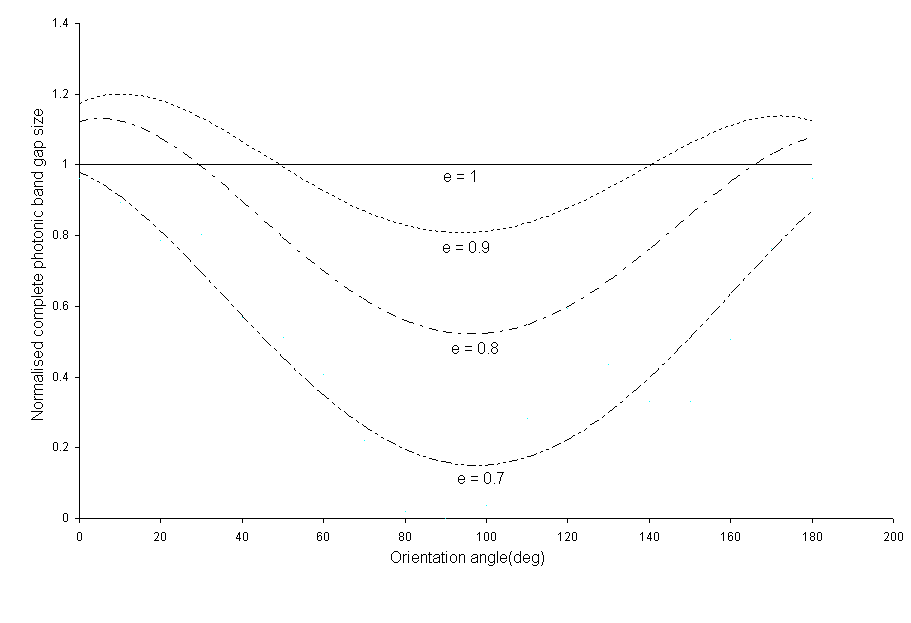 1.4
1.2
1
0.8
0.6
0.4
0.2
0
Normalised complete photonic band gap size
e = 1
e = 0.9
e = 0.8
e = 0.7
0 20 40 60 80 100 120 140 160 180 200
Orientation angle(deg)